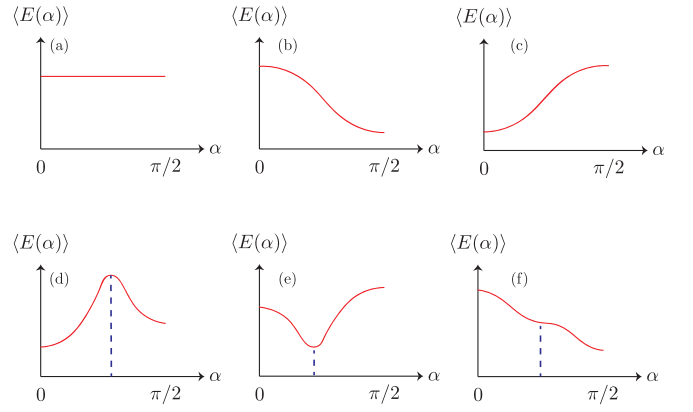 ⟨E(α)⟩ ⟨E(α)⟩ ⟨E(α)⟩
(a) (b) (c)
α α α
0 π/2 0 π/2 0 π/2
⟨E(α)⟩ ⟨E(α)⟩ ⟨E(α)⟩
(d) (e) (f)
α α α
0 π/2 0 π/2 0 π/2